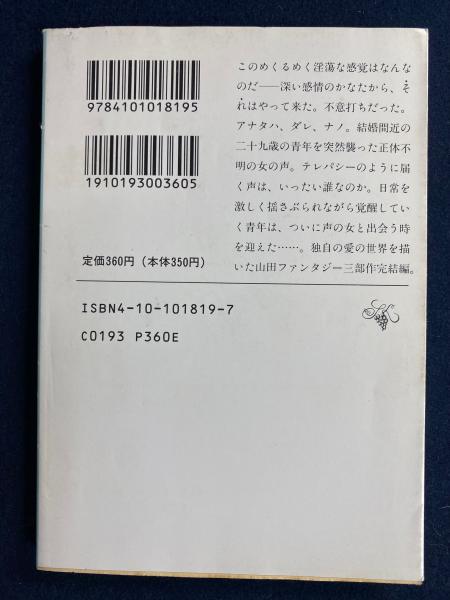 9784101018195
1910193003605
定価360円(本体350円)
このめくるめく淫蕩な感覚はなんな
のだ——深い感情のかなたから、そ
れはやって来た。不意打ちだった。
アナタハ、ダレ、ナノ。結婚間近の
二十九歳の青年を突然襲った正体不
明の女の声。テレパシーのように届
く声は、いったい誰なのか。日常を
激しく揺さぶられながら覚醒してい
く青年は、ついに声の女と出会う時
を迎えた……。独自の愛の世界を描
いた山田ファンタジー三部作完結編。
ISBN4-10-101819-7
C0193 P360E